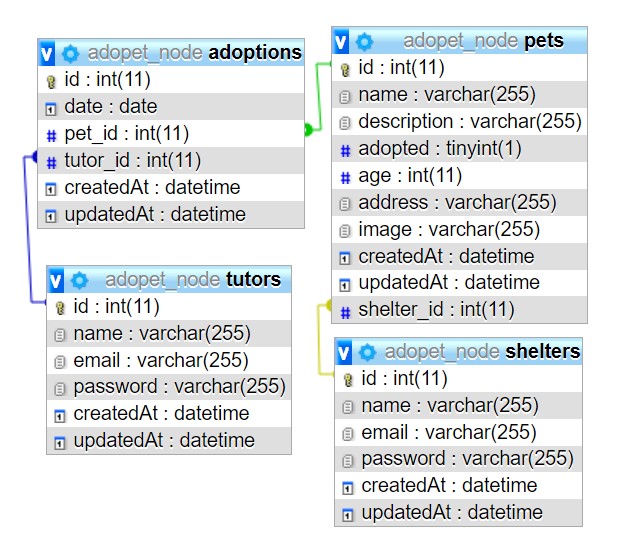 adopet_node adoptions
id : int(11)
date : date
pet_id : int(11)
tutor_id : int(11)
createdAt : datetime
updatedAt : datetime
adopet_node pets
id : int(11)
name : varchar(255)
description : varchar(255)
adopted : tinyint(1)
age : int(11)
address : varchar(255)
image : varchar(255)
createdAt : datetime
updatedAt : datetime
shelter_id : int(11)
adopet_node tutors
id : int(11)
name : varchar(255)
email : varchar(255)
password : varchar(255)
createdAt : datetime
updatedAt : datetime
adopet_node shelters
id : int(11)
name : varchar(255)
email : varchar(255)
password : varchar(255)
createdAt : datetime
updatedAt : datetime